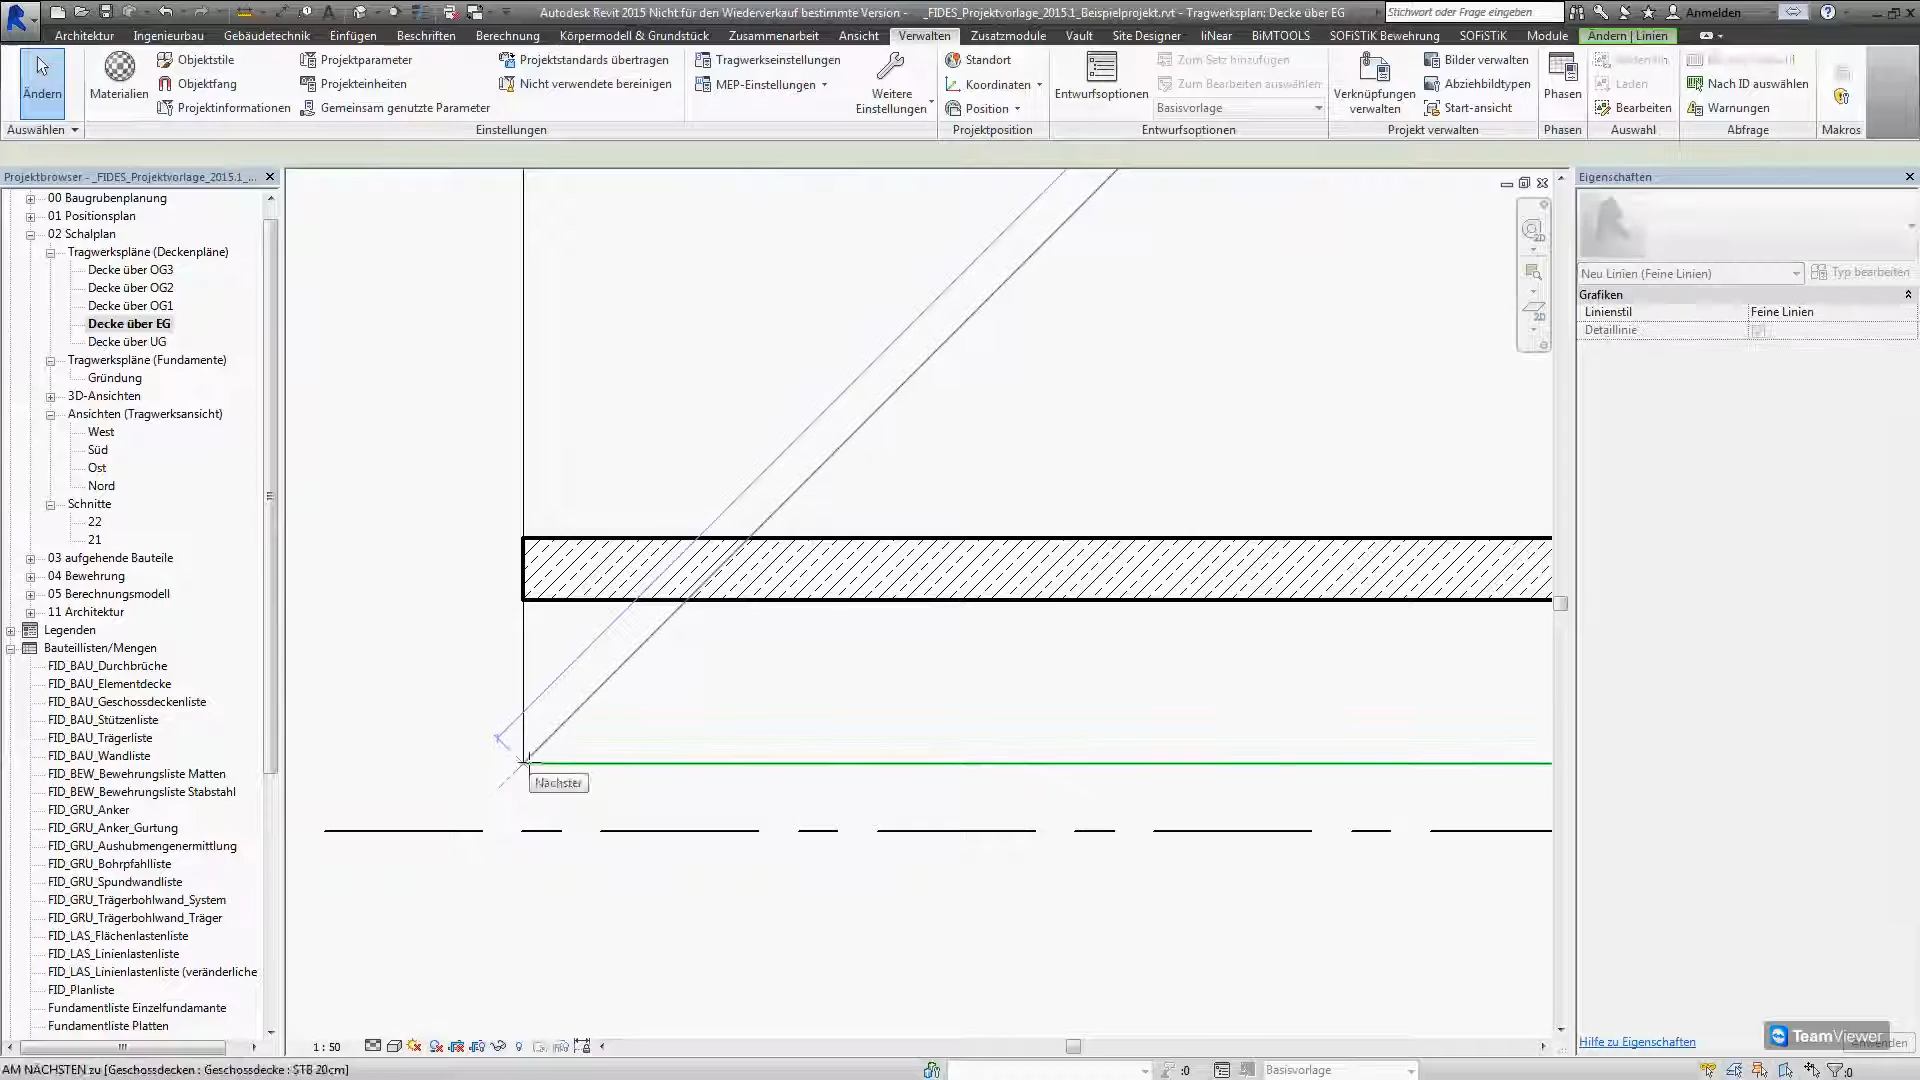 Autodesk Revit 2015 Nicht für den Wiederverkauf bestimmte Version - _FIDES_Projektvorlage_2015.1_Beispielprojekt.rvt - Tragwerksplan: Decke über EG
Stichwort oder Frage eingeben
Anmelden
Architektur Ingenieurbau Gebäudetechnik Einfügen Beschriften Berechnung Körpermodell & Grundstück Zusammenarbeit Ansicht Verwalten Zusatzmodule Vault Site Designer liNear BiMTOOLS SOFiSTiK Bewehrung SOFiSTiK Module Ändern | Linien
Ändern
Materialien
Objektstile
Objektfang
Projektinformationen
Projektparameter
Projekteinheiten
Gemeinsam genutzte Parameter
Projektstandards übertragen
Nicht verwendete bereinigen
Tragwerkseinstellungen
MEP-Einstellungen
Weitere
Einstellungen
Standort
Koordinaten
Position
Entwurfsoptionen
Zum Satz hinzufügen
Zum Bearbeiten auswählen
Basisvorlage
Verknüpfungen
verwalten
Bilder verwalten
Abziehbildtypen
Start-ansicht
Phasen
Laden
Bearbeiten
Nach ID auswählen
Warnungen
Auswählen Einstellungen Projektposition Entwurfsoptionen Projekt verwalten Phasen Auswahl Abfrage Makros
Projektbrowser - _FIDES_Projektvorlage_2015.1_...
00 Baugrubenplanung
01 Positionsplan
02 Schalplan
Tragwerkspläne (Deckenpläne)
Decke über OG3
Decke über OG2
Decke über OG1
Decke über EG
Decke über UG
Tragwerkspläne (Fundamente)
Gründung
3D-Ansichten
Ansichten (Tragwerksansicht)
West
Süd
Ost
Nord
Schnitte
22
21
03 aufgehende Bauteile
04 Bewehrung
05 Berechnungsmodell
11 Architektur
Legenden
Bauteillisten/Mengen
FID_BAU_Durchbrüche
FID_BAU_Elementdecke
FID_BAU_Geschossdeckenliste
FID_BAU_Stützenliste
FID_BAU_Trägerliste
FID_BAU_Wandliste
FID_BEW_Bewehrungsliste Matten
FID_BEW_Bewehrungsliste Stabstahl
FID_GRU_Anker
FID_GRU_Anker_Gurtung
FID_GRU_Aushubmengenermittlung
FID_GRU_Bohrpfahlliste
FID_GRU_Spundwandliste
FID_GRU_Trägerbohlwand_System
FID_GRU_Trägerbohlwand_Träger
FID_LAS_Flächenlastenliste
FID_LAS_Linienlastenliste
FID_LAS_Linienlastenliste (veränderliche
FID_Planliste
Fundamentliste Einzelfundamante
Fundamentliste Platten
2D
2D
Nächster
1 : 50
Eigenschaften
Neu Linien (Feine Linien)
Typ bearbeiten
Grafiken
Linienstil Feine Linien
Detaillinie
Hilfe zu Eigenschaften
TeamViewer
AM NÄCHSTEN zu [Geschossdecken : Geschossdecke : STB 20cm]
:0
Basisvorlage
:0